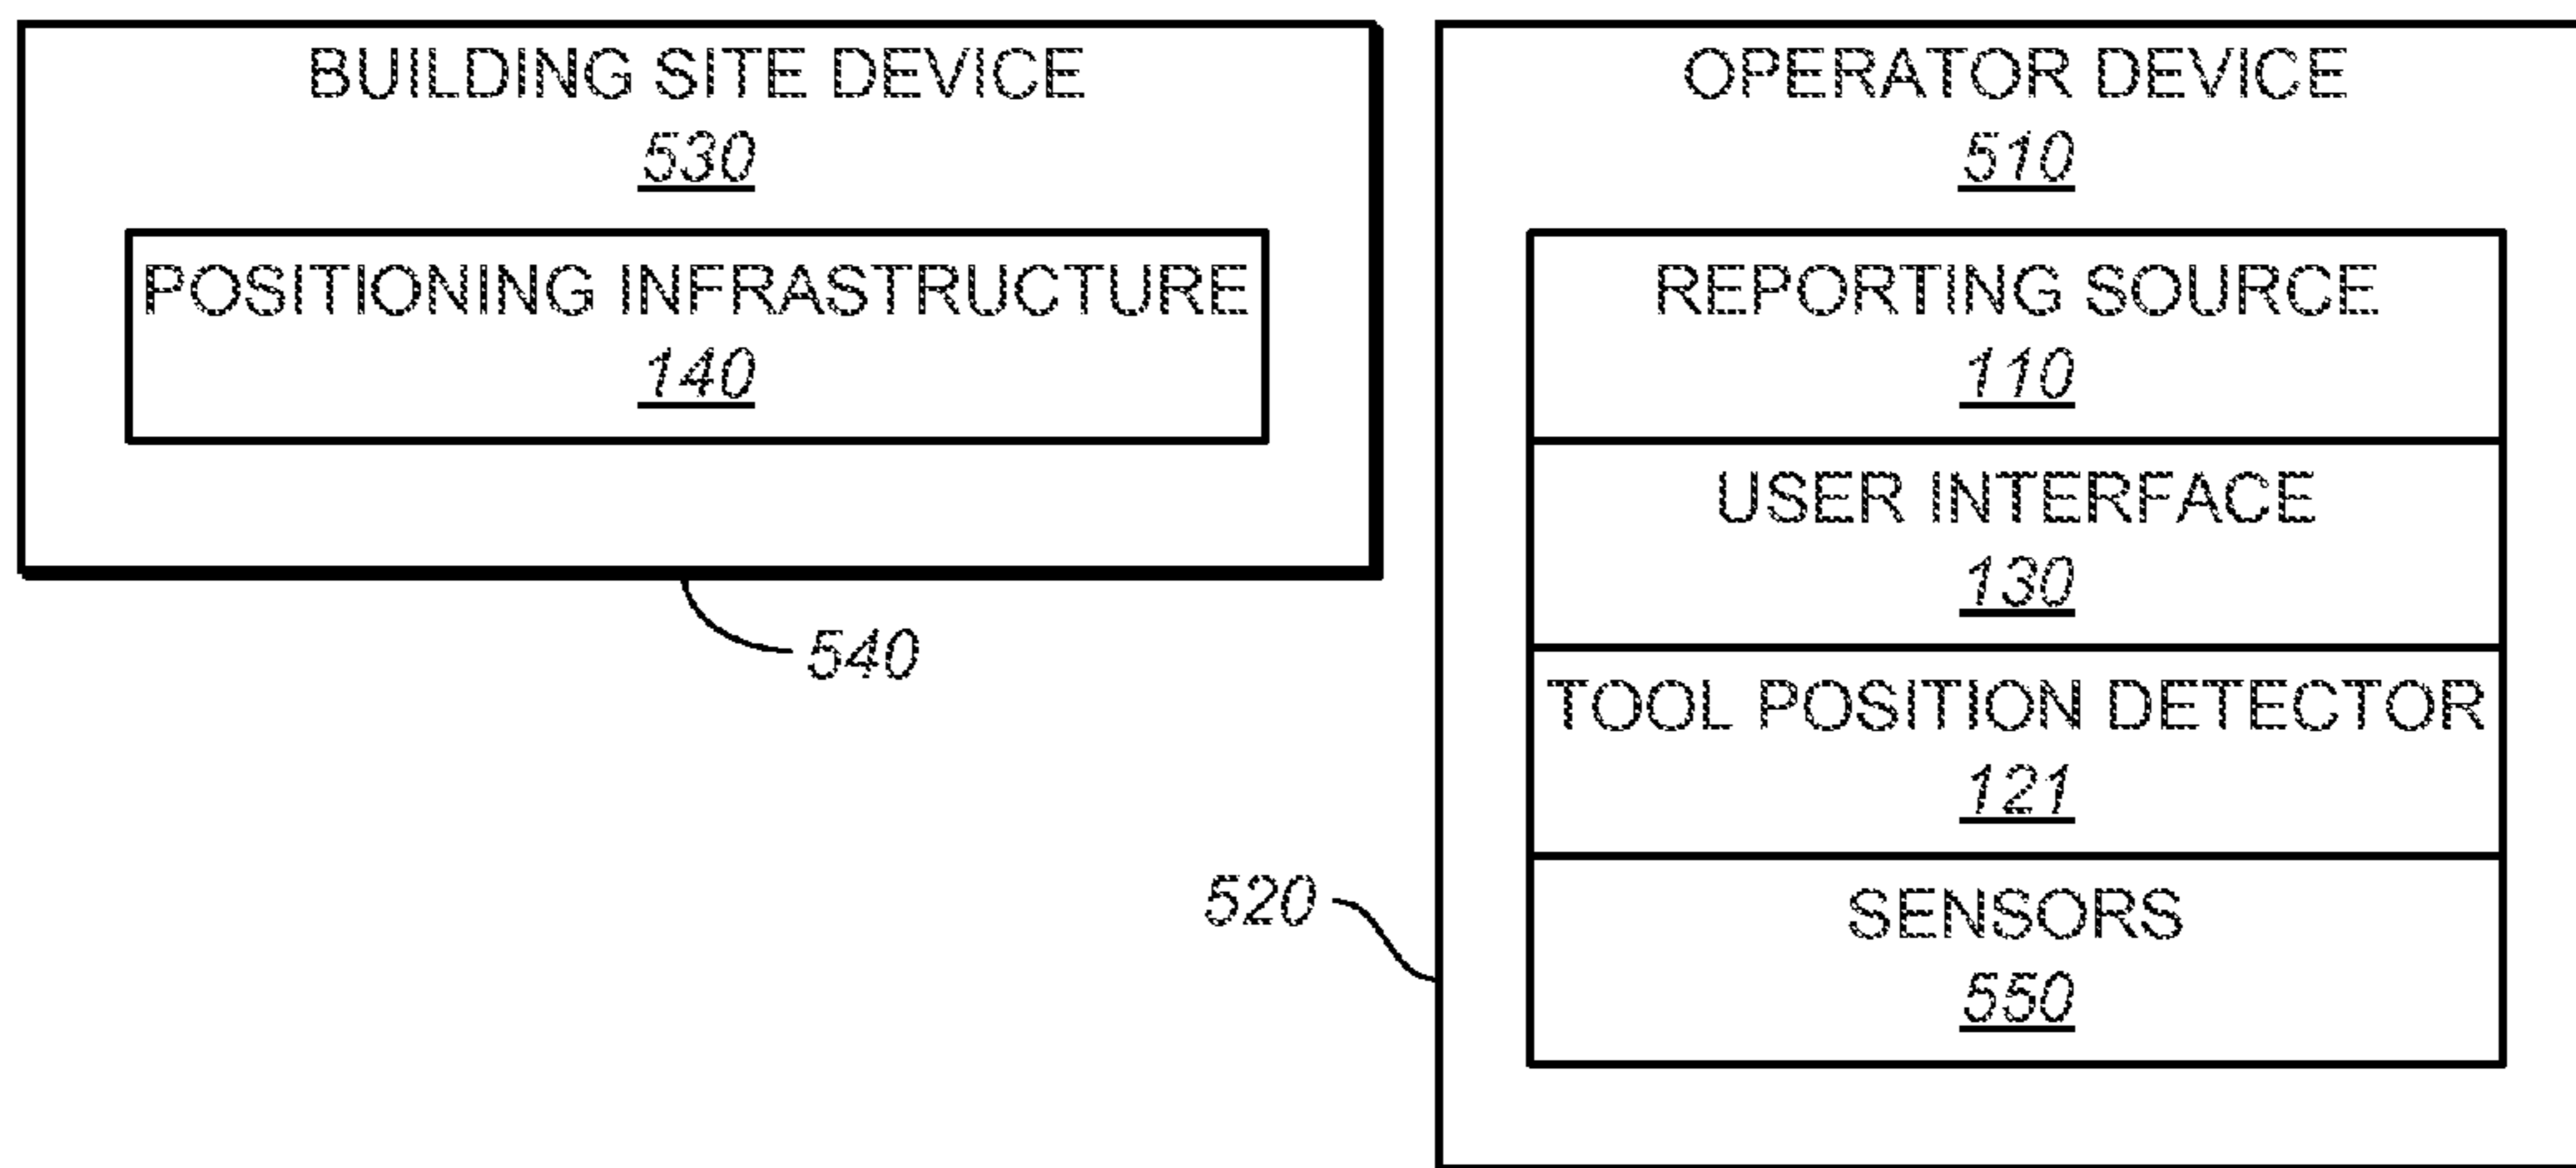 BUILDING SITE DEVICE
530
POSITIONING INFRASTRUCTURE
140
540
OPERATOR DEVICE
510
REPORTING SOURCE
110
USER INTERFACE
130
TOOL POSITION DETECTOR
121
SENSORS
550
520